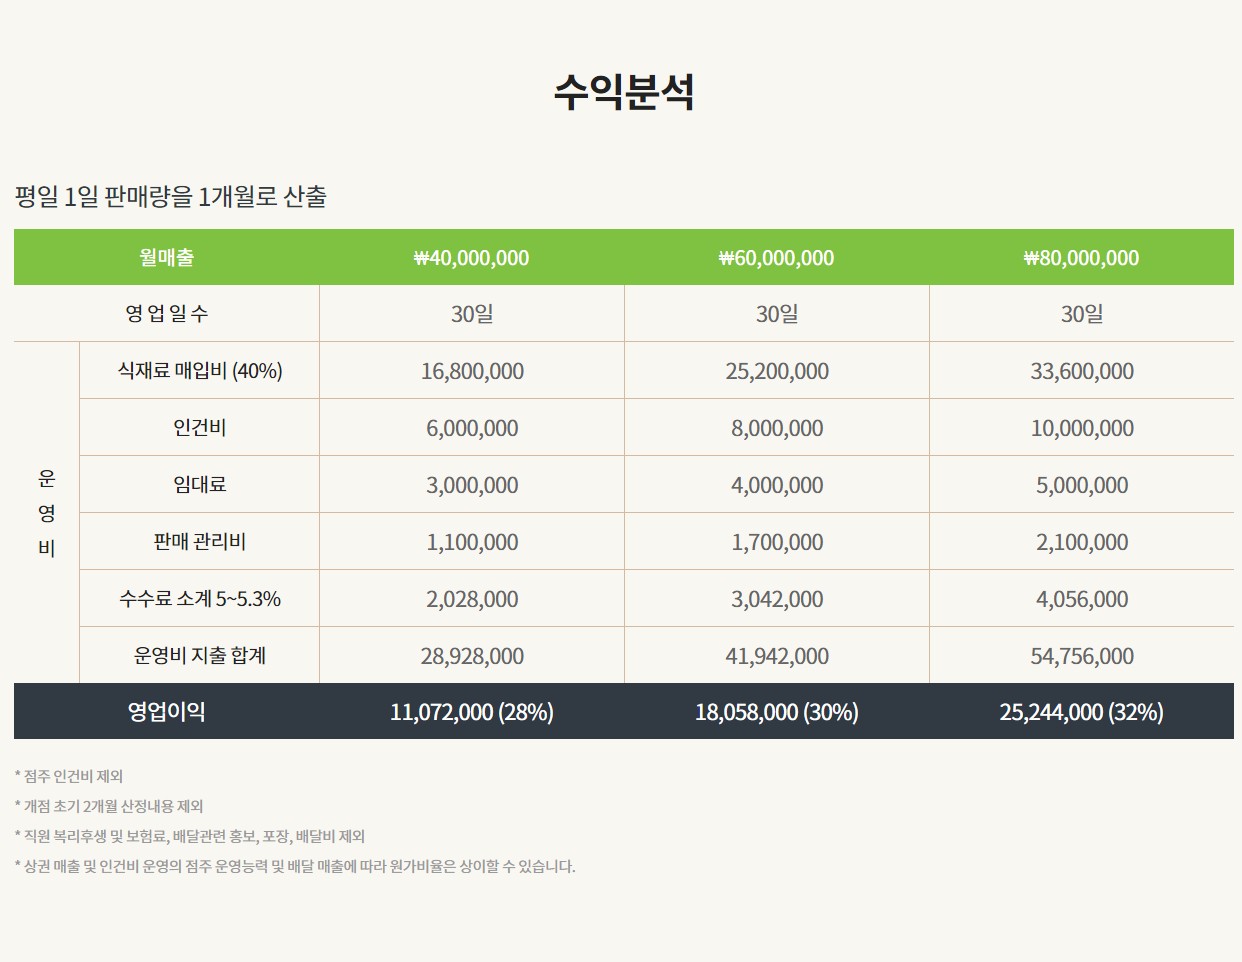 수익분석
평일 1일 판매량을 1개월로 산출
월매출 ₩40,000,000 ₩60,000,000 ₩80,000,000
영 업 일 수 30일 30일 30일
운영비
식재료 매입비 (40%) 16,800,000 25,200,000 33,600,000
인건비 6,000,000 8,000,000 10,000,000
임대료 3,000,000 4,000,000 5,000,000
판매 관리비 1,100,000 1,700,000 2,100,000
수수료 소계 5~5.3% 2,028,000 3,042,000 4,056,000
운영비 지출 합계 28,928,000 41,942,000 54,756,000
영업이익 11,072,000 (28%) 18,058,000 (30%) 25,244,000 (32%)
* 점주 인건비 제외
* 개점 초기 2개월 산정내용 제외
* 직원 복리후생 및 보험료, 배달관련 홍보, 포장, 배달비 제외
* 상권 매출 및 인건비 운영의 점주 운영능력 및 배달 매출에 따라 원가비율은 상이할 수 있습니다.